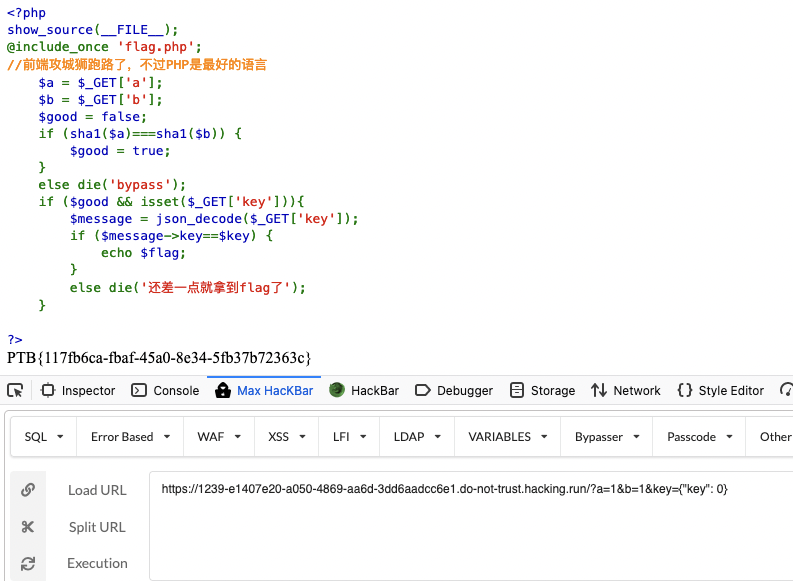 <?php
show_source(__FILE__);
@include_once 'flag.php';
//前端攻城狮跑路了，不过PHP是最好的语言
    $a = $_GET['a'];
    $b = $_GET['b'];
    $good = false;
    if (sha1($a)===sha1($b)) {
        $good = true;
    }
    else die('bypass');
    if ($good && isset($_GET['key'])){
        $message = json_decode($_GET['key']);
        if ($message->key==$key) {
            echo $flag;
        }
        else die('还差一点就拿到flag了');
    }
?>
PTB{117fb6ca-fbaf-45a0-8e34-5fb37b72363c}
Inspector Console Max HacKBar HackBar Debugger Storage Network Style Editor
SQL Error Based WAF XSS LFI LDAP VARIABLES Bypasser Passcode Other
Load URL https://1239-e1407e20-a050-4869-aa6d-3dd6aadcc6e1.do-not-trust.hacking.run/?a=1&b=1&key={"key": 0}
Split URL
Execution